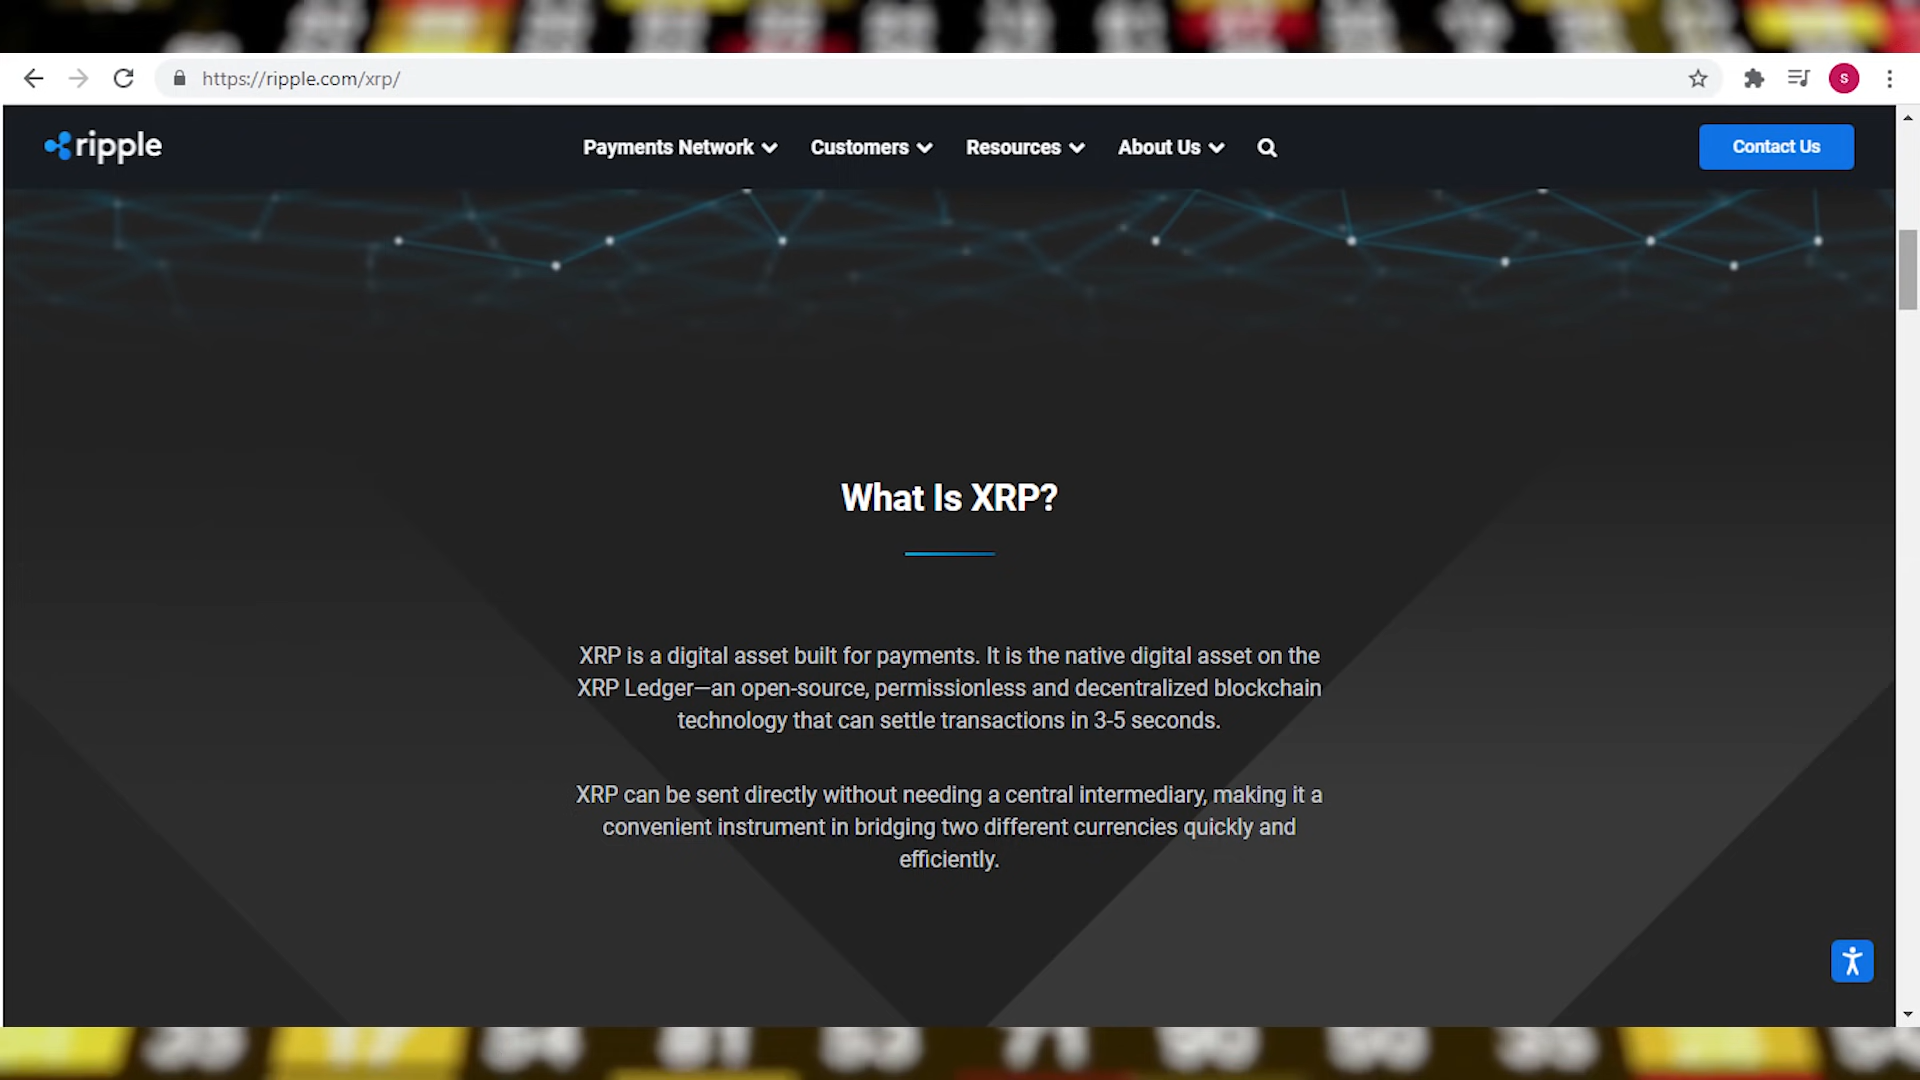 https://ripple.com/xrp/
S
ripple
Payments Network
Customers
Resources
About Us
Contact Us
What Is XRP?
XRP is a digital asset built for payments. It is the native digital asset on the
XRP Ledger—an open-source, permissionless and decentralized blockchain
technology that can settle transactions in 3-5 seconds.
XRP can be sent directly without needing a central intermediary, making it a
convenient instrument in bridging two different currencies quickly and
efficiently.